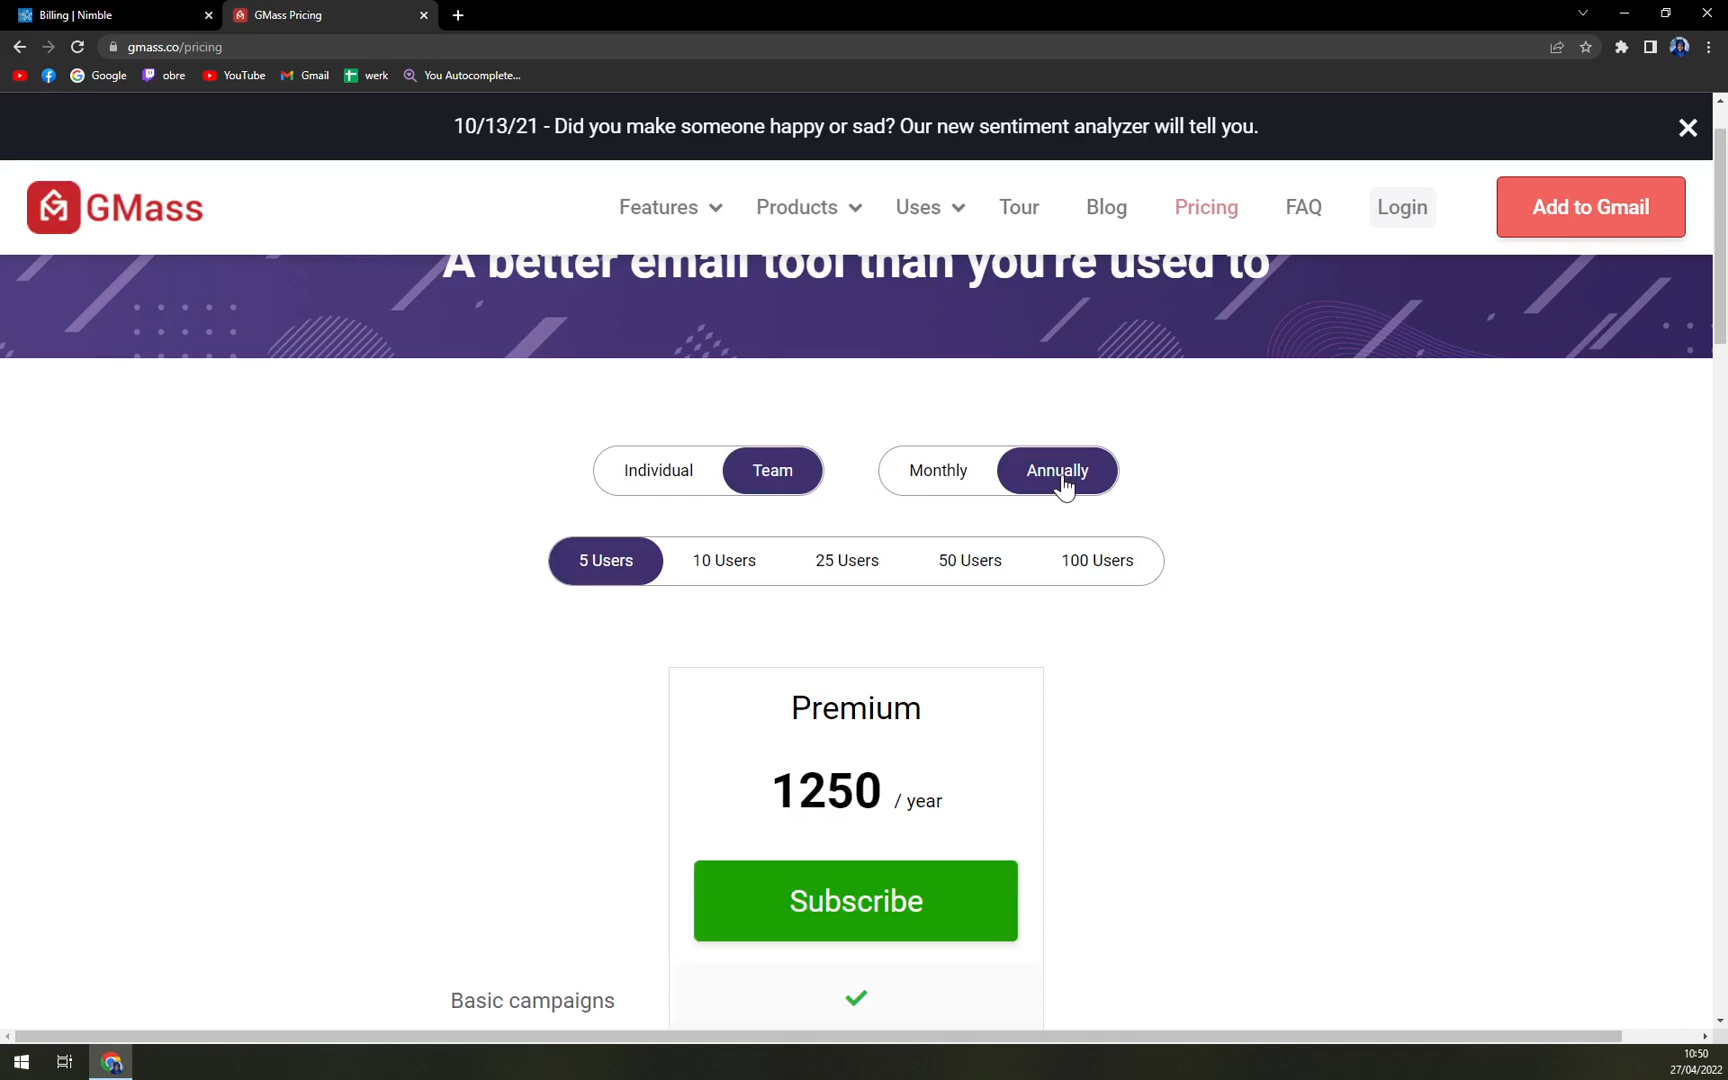 Billing | Nimble
GMass Pricing
gmass.co/pricing
Google
obre
YouTube
Gmail
werk
You Autocomplete...
10/13/21 - Did you make someone happy or sad? Our new sentiment analyzer will tell you.
GMass
Features
Products
Uses
Tour
Blog
Pricing
FAQ
Login
Add to Gmail
A better email tool than you're used to
Individual
Team
Monthly
Annually
5 Users
10 Users
25 Users
50 Users
100 Users
Premium
1250 / year
Subscribe
Basic campaigns
10:50
27/04/2022